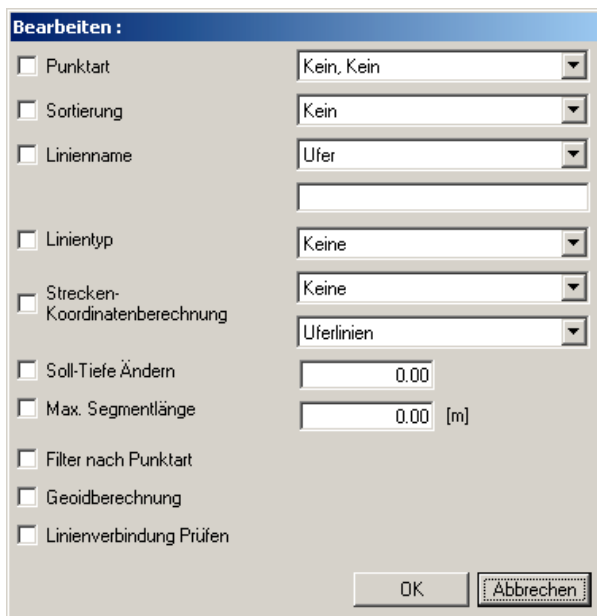 Bearbeiten :
Punktart
Kein, Kein
Sortierung
Kein
Linienname
Ufer
Linientyp
Keine
Strecken-
Koordinatenberechnung
Keine
Uferlinien
Soll-Tiefe Ändern
0.00
Max. Segmentlänge
0.00 [m]
Filter nach Punktart
Geoidberechnung
Linienverbindung Prüfen
OK
Abbrechen